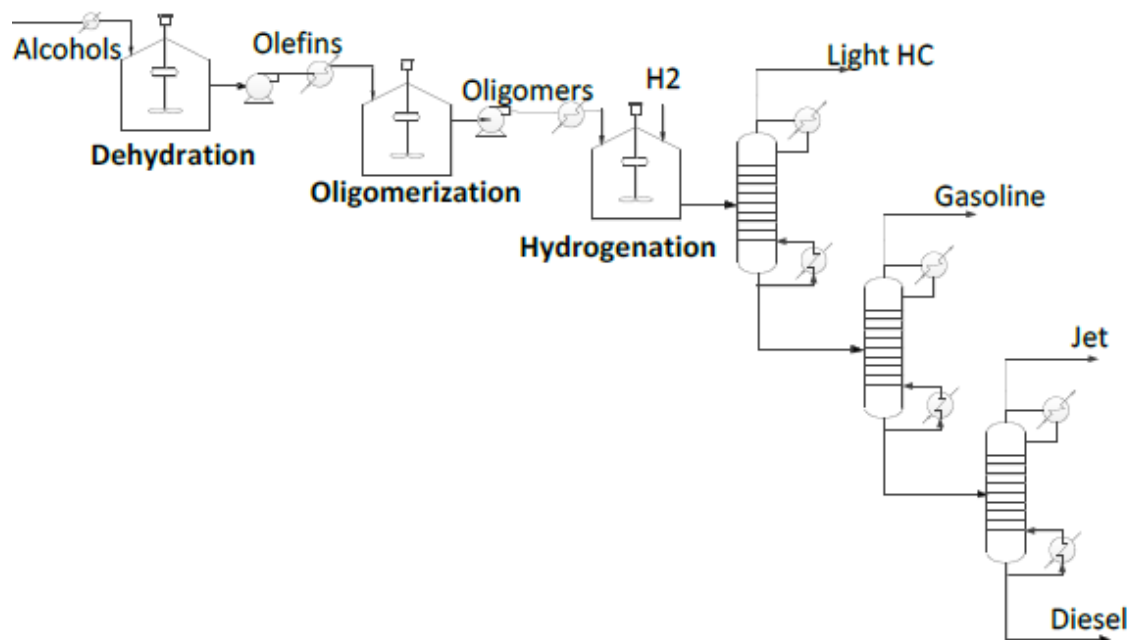 Alcohols
Olefins
Dehydration
Oligomers
Oligomerization
H2
Hydrogenation
Light HC
Gasoline
Jet
Diesel